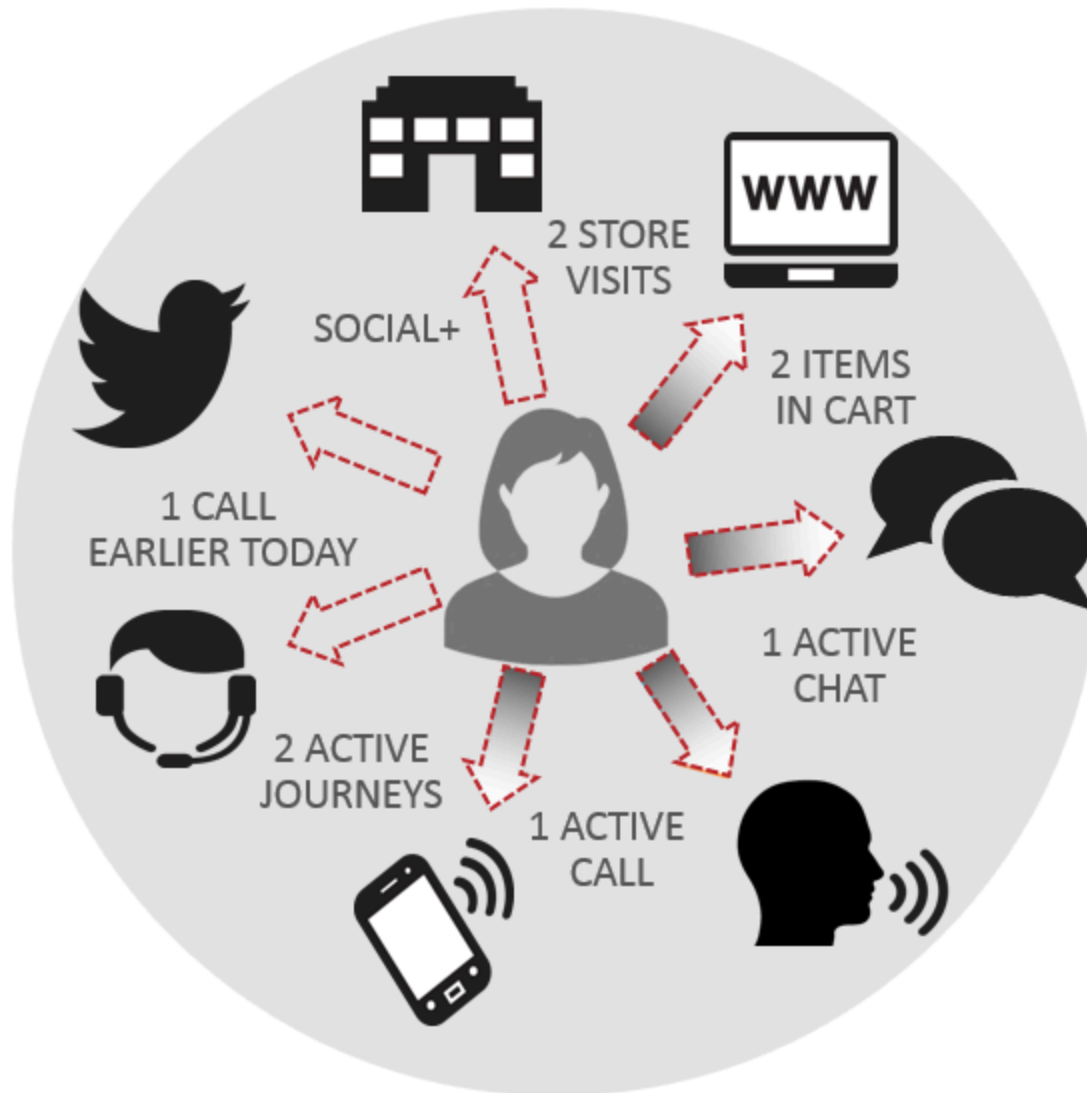 WWW
2 STORE
VISITS
SOCIAL+
2 ITEMS
IN CART
1 CALL
EARLIER TODAY
1 ACTIVE
CHAT
2 ACTIVE
JOURNEYS
1 ACTIVE
CALL